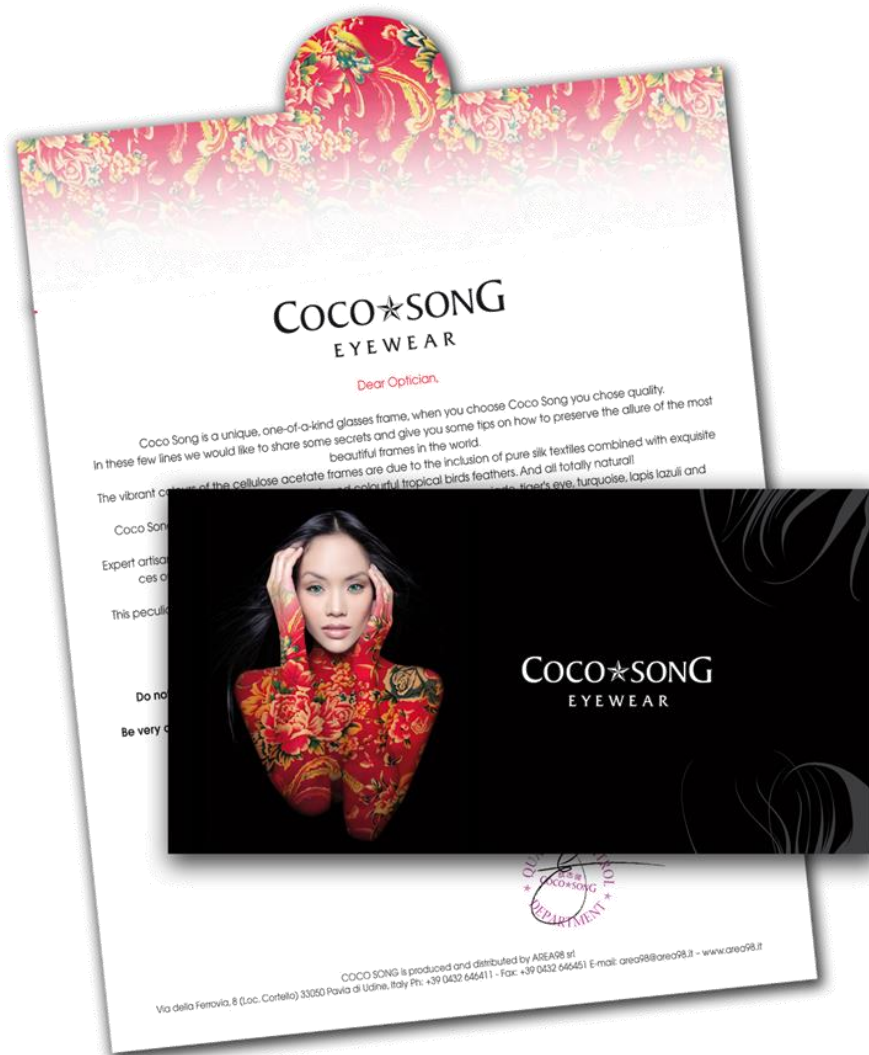 COCO★SONG
EYEWEAR
Dear Optician,
Coco Song is a unique, one-of-a-kind glasses frame, when you choose Coco Song you chose quality.
In these few lines we would like to share some secrets and give you some tips on how to preserve the allure of the most
beautiful frames in the world.
The vibrant colours of the cellulose acetate frames are due to the inclusion of pure silk textiles combined with exquisite
and colourful tropical birds feathers. And all totally natural!
Coco Song tiger's eye, turquoise, lapis lazuli and
Expert artisa
ces o
This peculi
Do no
Be very
COCO★SONG
EYEWEAR
CONTROL
COCO★SONG
★ DEPARTMENT ★
COCO SONG is produced and distributed by AREA98 srl
Via della Ferrovia, 8 (Loc. Cortello) 33050 Pavia di Udine, Italy Ph: +39 0432 646411 - Fax: +39 0432 646451 E-mail: area98@area98.it – www.area98.it